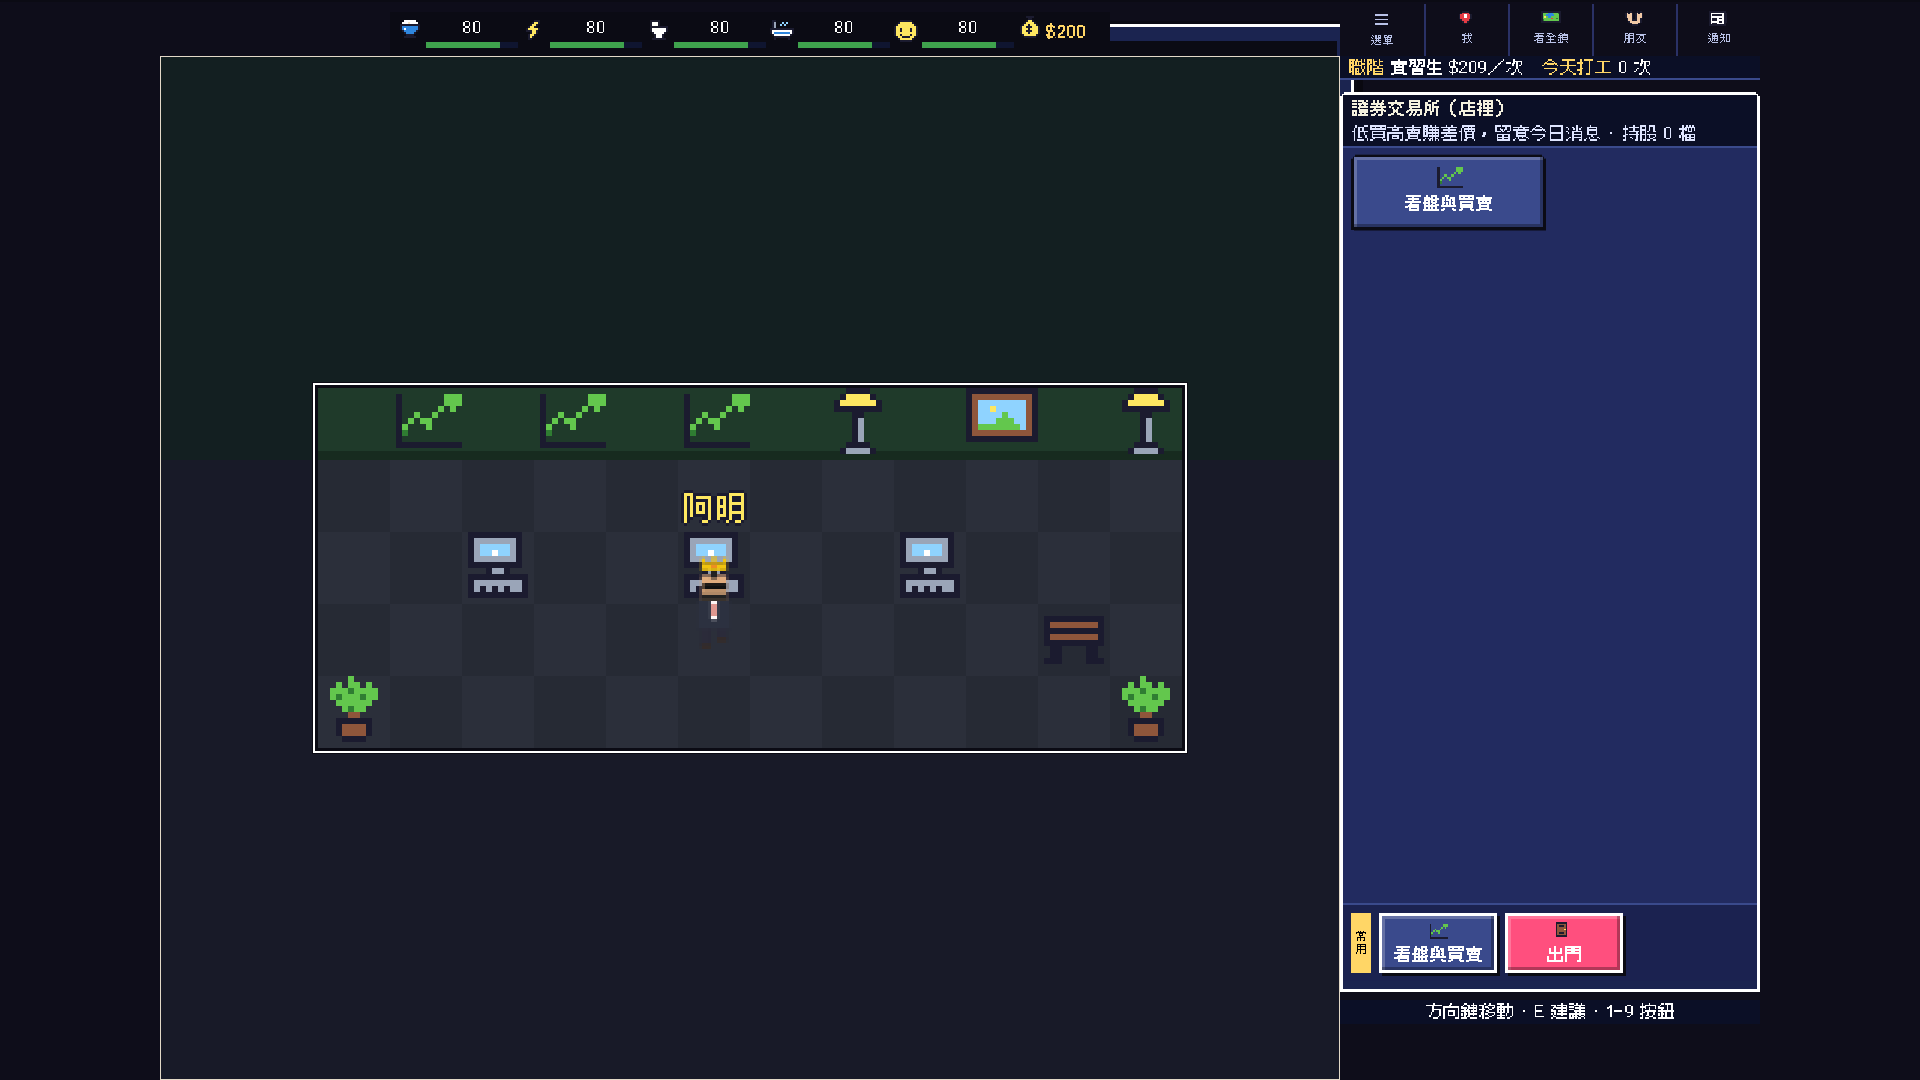 80
80
80
80
80
$200
選單
我
看全鎮
朋友
通知
職階 實習生 $209／次 今天打工 0 次
證券交易所（店裡）
低買高賣賺差價，留意今日消息 · 持股 0 檔
看盤與買賣
阿明
常用
看盤與買賣
出門
方向鍵移動 · E 建議 · 1-9 按鈕